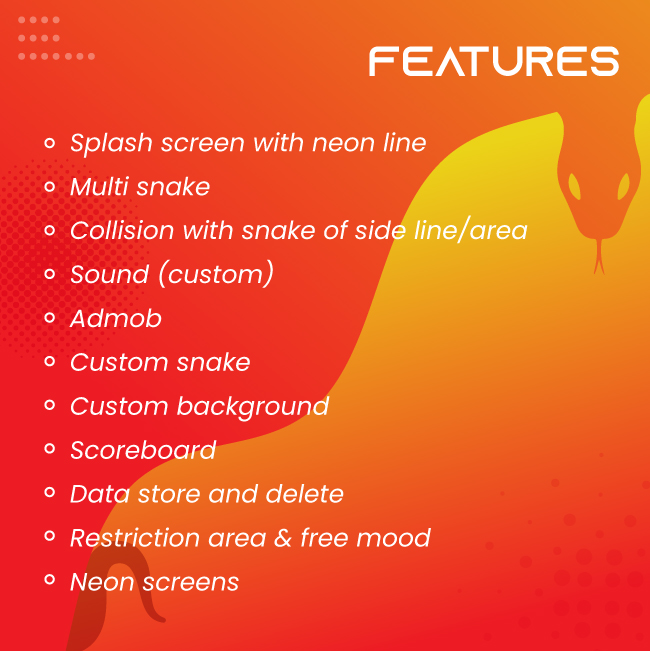 FEATURES
Splash screen with neon line
Multi snake
Collision with snake of side line/area
Sound (custom)
Admob
Custom snake
Custom background
Scoreboard
Data store and delete
Restriction area & free mood
Neon screens